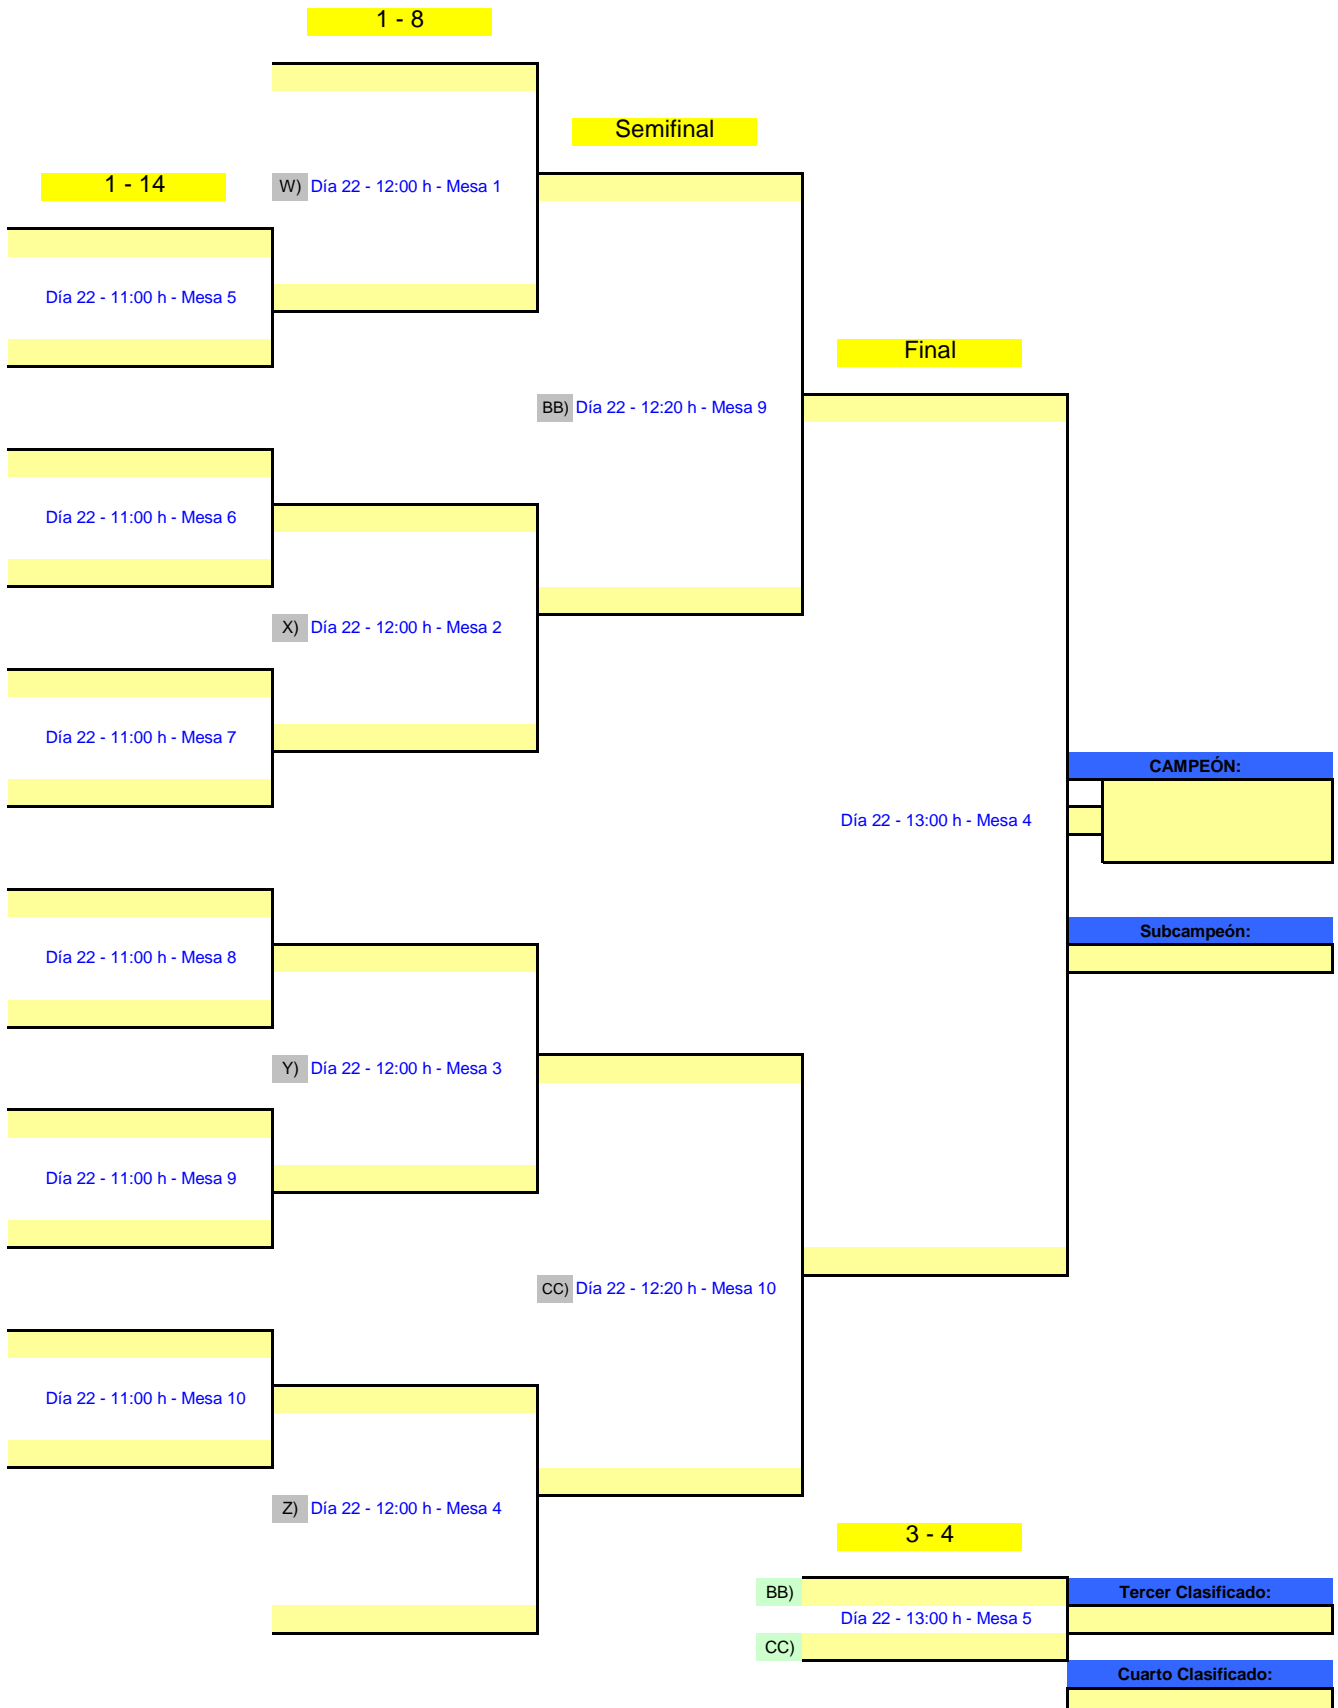 1 - 8
Semifinal
1 - 14
W) Día 22 - 12:00 h - Mesa 1
Día 22 - 11:00 h - Mesa 5
Final
BB) Día 22 - 12:20 h - Mesa 9
Día 22 - 11:00 h - Mesa 6
X) Día 22 - 12:00 h - Mesa 2
Día 22 - 11:00 h - Mesa 7
CAMPEÓN:
Día 22 - 13:00 h - Mesa 4
Subcampeón:
Día 22 - 11:00 h - Mesa 8
Y) Día 22 - 12:00 h - Mesa 3
Día 22 - 11:00 h - Mesa 9
CC) Día 22 - 12:20 h - Mesa 10
Día 22 - 11:00 h - Mesa 10
Z) Día 22 - 12:00 h - Mesa 4
3 - 4
BB)
Tercer Clasificado:
Día 22 - 13:00 h - Mesa 5
CC)
Cuarto Clasificado: